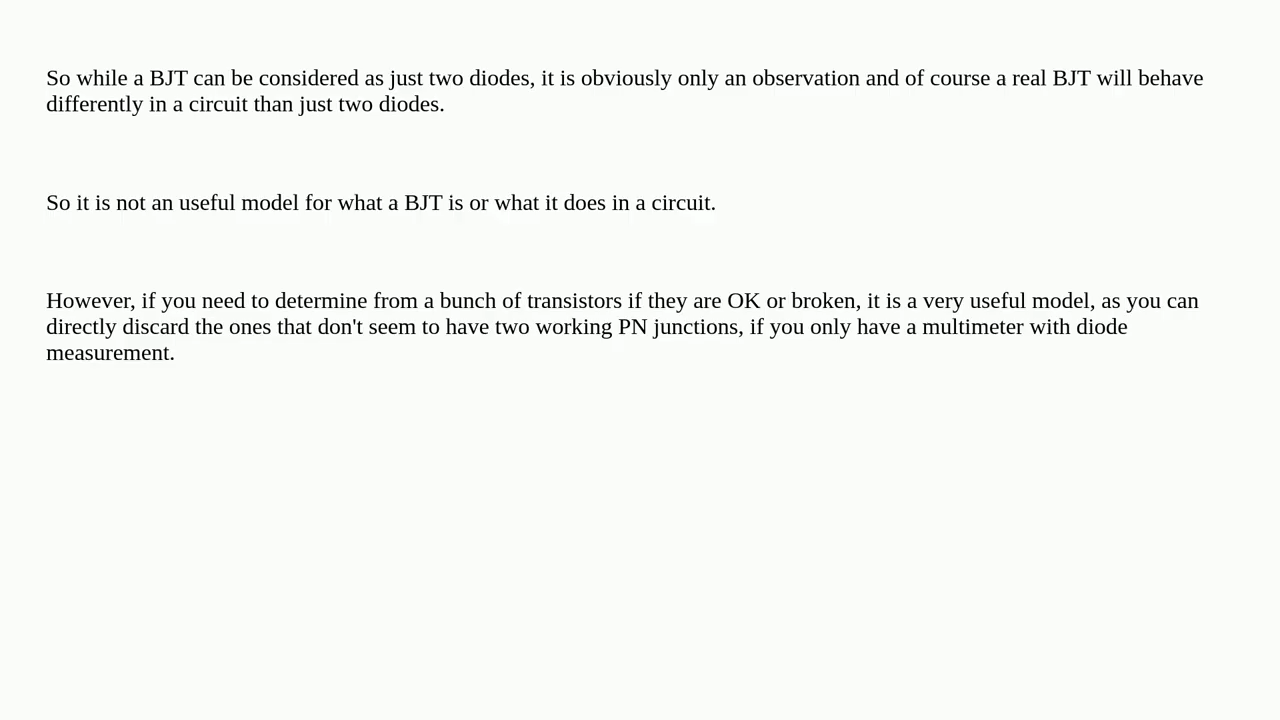 So while a BJT can be considered as just two diodes, it is obviously only an observation and of course a real BJT will behave
differently in a circuit than just two diodes.
So it is not an useful model for what a BJT is or what it does in a circuit.
However, if you need to determine from a bunch of transistors if they are OK or broken, it is a very useful model, as you can
directly discard the ones that don't seem to have two working PN junctions, if you only have a multimeter with diode
measurement.